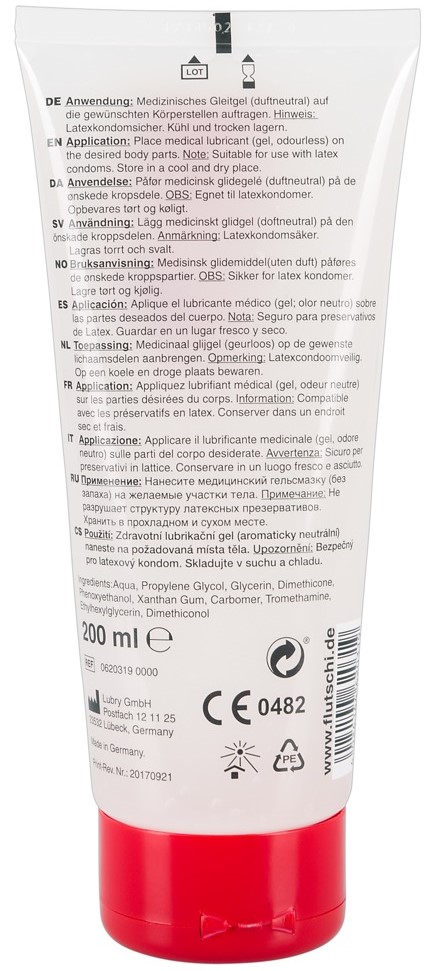 LOT
DE Anwendung: Medizinisches Gleitgel (duftneutral) auf
die gewünschten Körperstellen auftragen. Hinweis:
Latexkondomsicher. Kühl und trocken lagern.
EN Application: Place medical lubricant (gel, odourless) on
the desired body parts. Note: Suitable for use with latex
condoms. Store in a cool and dry place.
DA Anvendelse: Påfør medicinsk glidegelé (duftneutral) på de
ønskede kropsdele. OBS: Egnet til latexkondomer.
Opbevares tørt og køligt.
SV Användning: Lägg medicinskt glidgel (doftneutral) på den
önskade kroppsdelen. Anmärkning: Latexkondomsäker.
Lagras torrt och svalt.
NO Bruksanvisning: Medisinsk glidemiddel(uten duft) påføres
de ønskede kroppspartier. OBS: Sikker for latex kondomer.
Lagre tørt og kjølig.
ES Aplicación: Aplique el lubricante médico (gel; olor neutro) sobre
las partes deseados del cuerpo. Nota: Seguro para preservativos
de Latex. Guardar en un lugar fresco y seco.
NL Toepassing: Medicinaal glijgel (geurloos) op de gewenste
lichaamsdelen aanbrengen. Opmerking: Latexcondoomveilig.
Op een koele en droge plaats bewaren.
FR Application: Appliquez lubrifiant médical (gel, odeur neutre)
sur les parties désirées du corps. Information: Compatible
avec les préservatifs en latex. Conserver dans un endroit
sec et frais.
IT Applicazione: Applicare il lubrificante medicinale (gel, odore
neutro) sulle parti del corpo desiderate. Avvertenza: Sicuro per
preservativi in lattice. Conservare in un luogo fresco e asciutto.
RU Применение: Нанесите медицинский гельсмазку (без
запаха) на желаемые участки тела. Примечание: Не
разрушает структуру латексных презервативов.
Хранить в прохладном и сухом месте.
CS Použití: Zdravotní lubrikační gel (aromaticky neutrální)
naneste na požadovaná místa těla. Upozornění: Bezpečný
pro latexový kondom. Skladujte v suchu a chladu.
Ingredients:Aqua, Propylene Glycol, Glycerin, Dimethicone,
Phenoxyethanol, Xanthan Gum, Carbomer, Tromethamine,
Ethylhexylglycerin, Dimethiconol
200 ml ℮
REF 0620319 0000
Lubry GmbH
Postfach 12 11 25
23532 Lübeck, Germany
CE 0482
Made in Germany.
Print-Rev. Nr.: 20170921
PE
www.flutschi.de